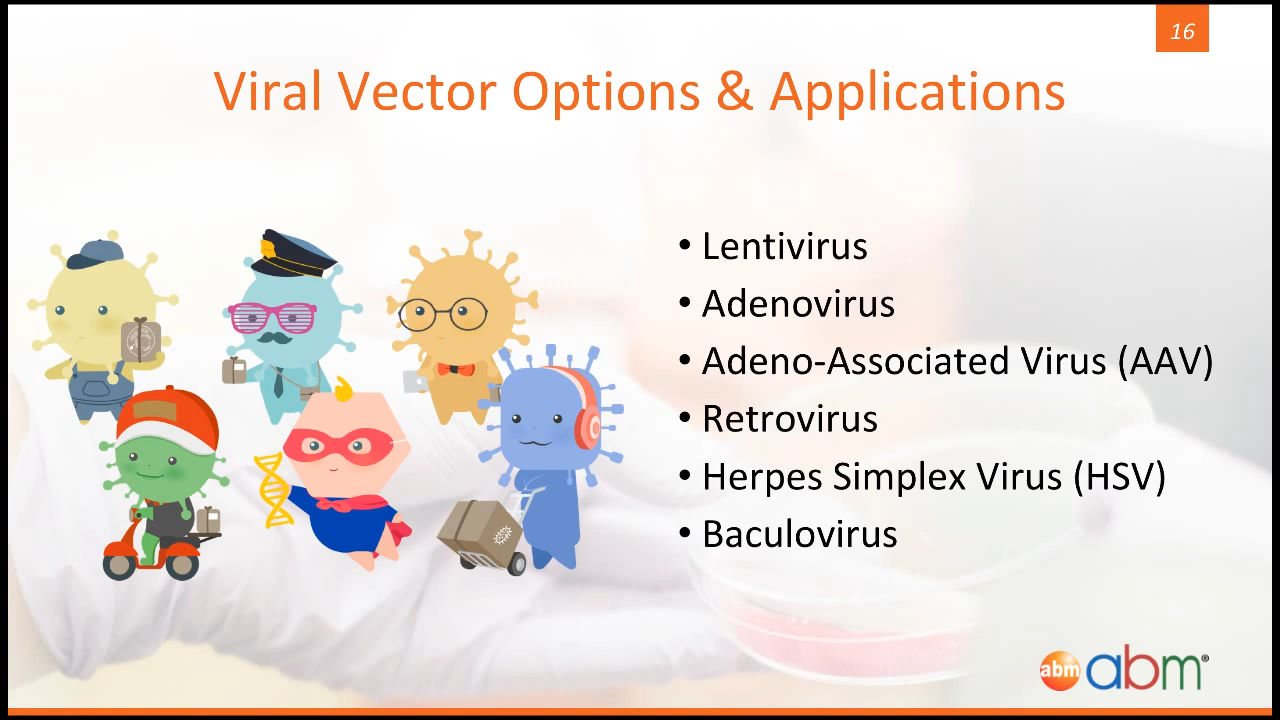 16
Viral Vector Options & Applications
• Lentivirus
• Adenovirus
• Adeno-Associated Virus (AAV)
• Retrovirus
• Herpes Simplex Virus (HSV)
• Baculovirus
abm abm®